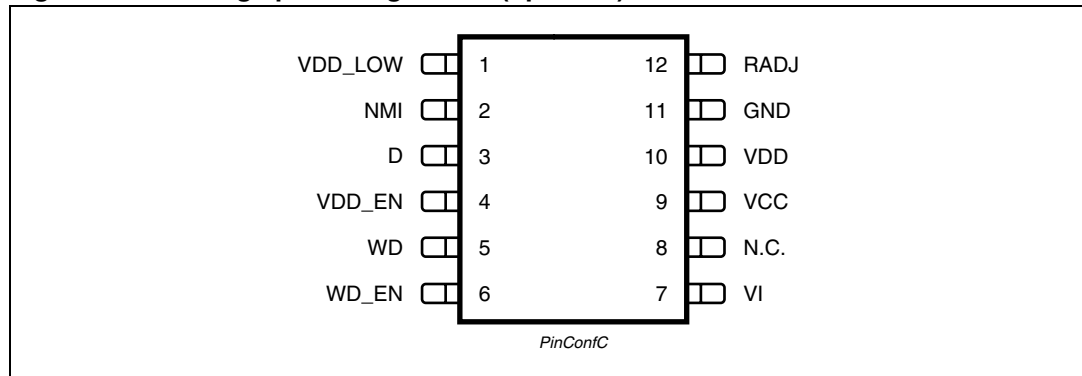 VDD_LOW 1 12 RADJ
NMI 2 11 GND
D 3 10 VDD
VDD_EN 4 9 VCC
WD 5 8 N.C.
WD_EN 6 7 VI
PinConfC